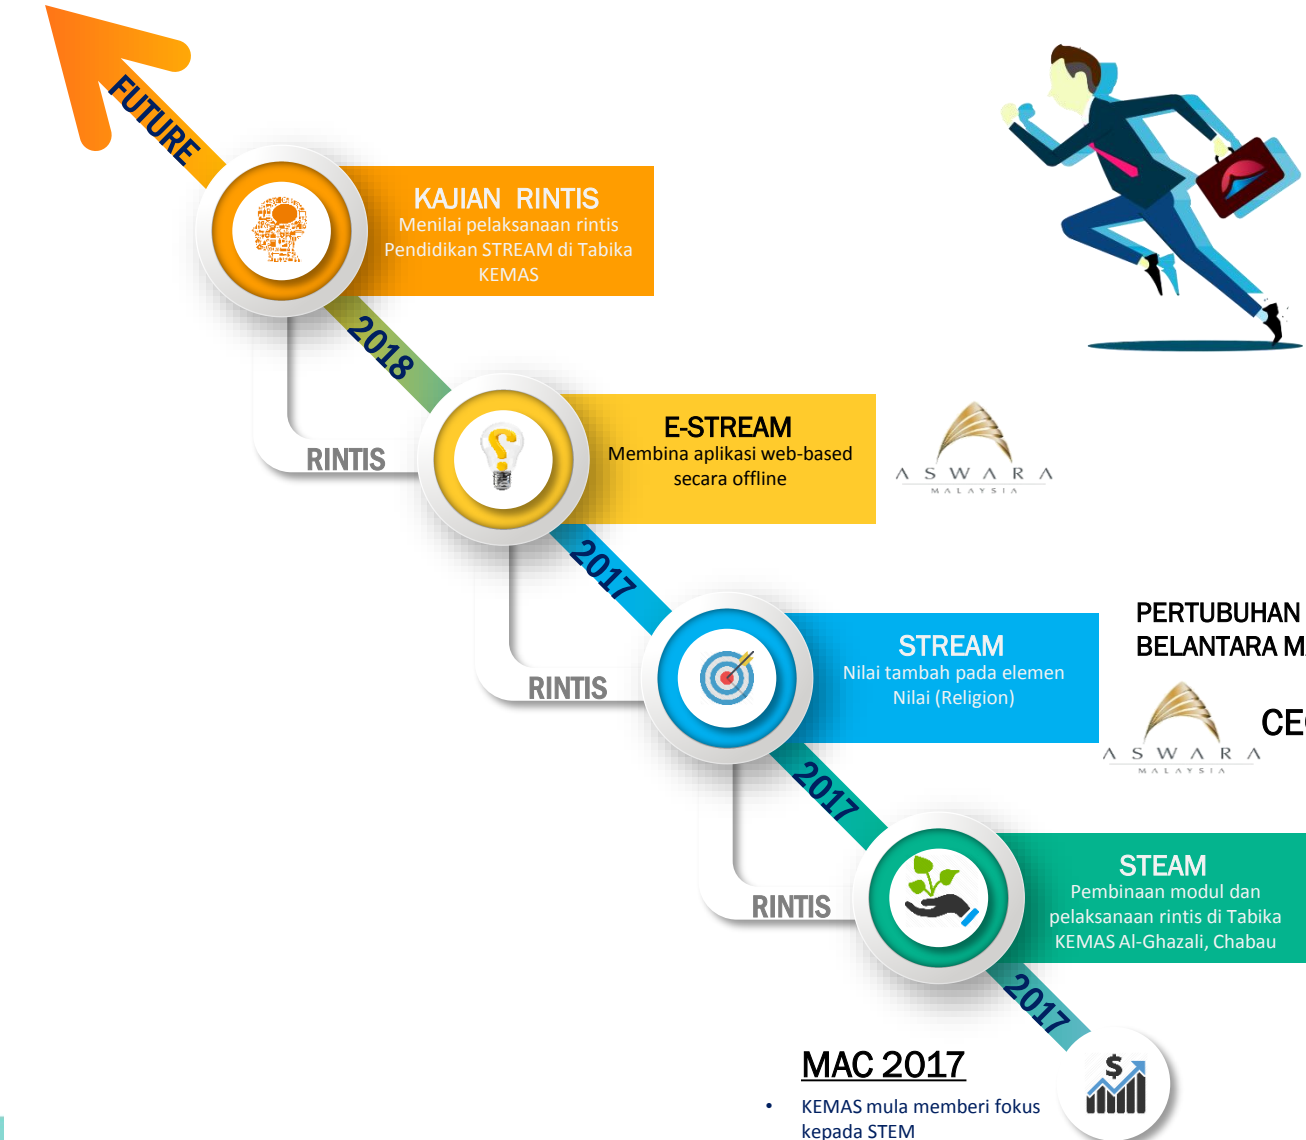 FUTURE
KAJIAN RINTIS
Menilai pelaksanaan rintis
Pendidikan STREAM di Tabika
KEMAS
2018
RINTIS
E-STREAM
Membina aplikasi web-based
secara offline
ASWARA
MALAYSIA
2017
RINTIS
STREAM
Nilai tambah pada elemen
Nilai (Religion)
PERTUBUHAN
BELANTARA
ASWARA
MALAYSIA
2017
RINTIS
STEAM
Pembinaan modul dan
pelaksanaan rintis di Tabika
KEMAS Al-Ghazali, Chabau
2017
$
MAC 2017
• KEMAS mula memberi fokus
kepada STEM